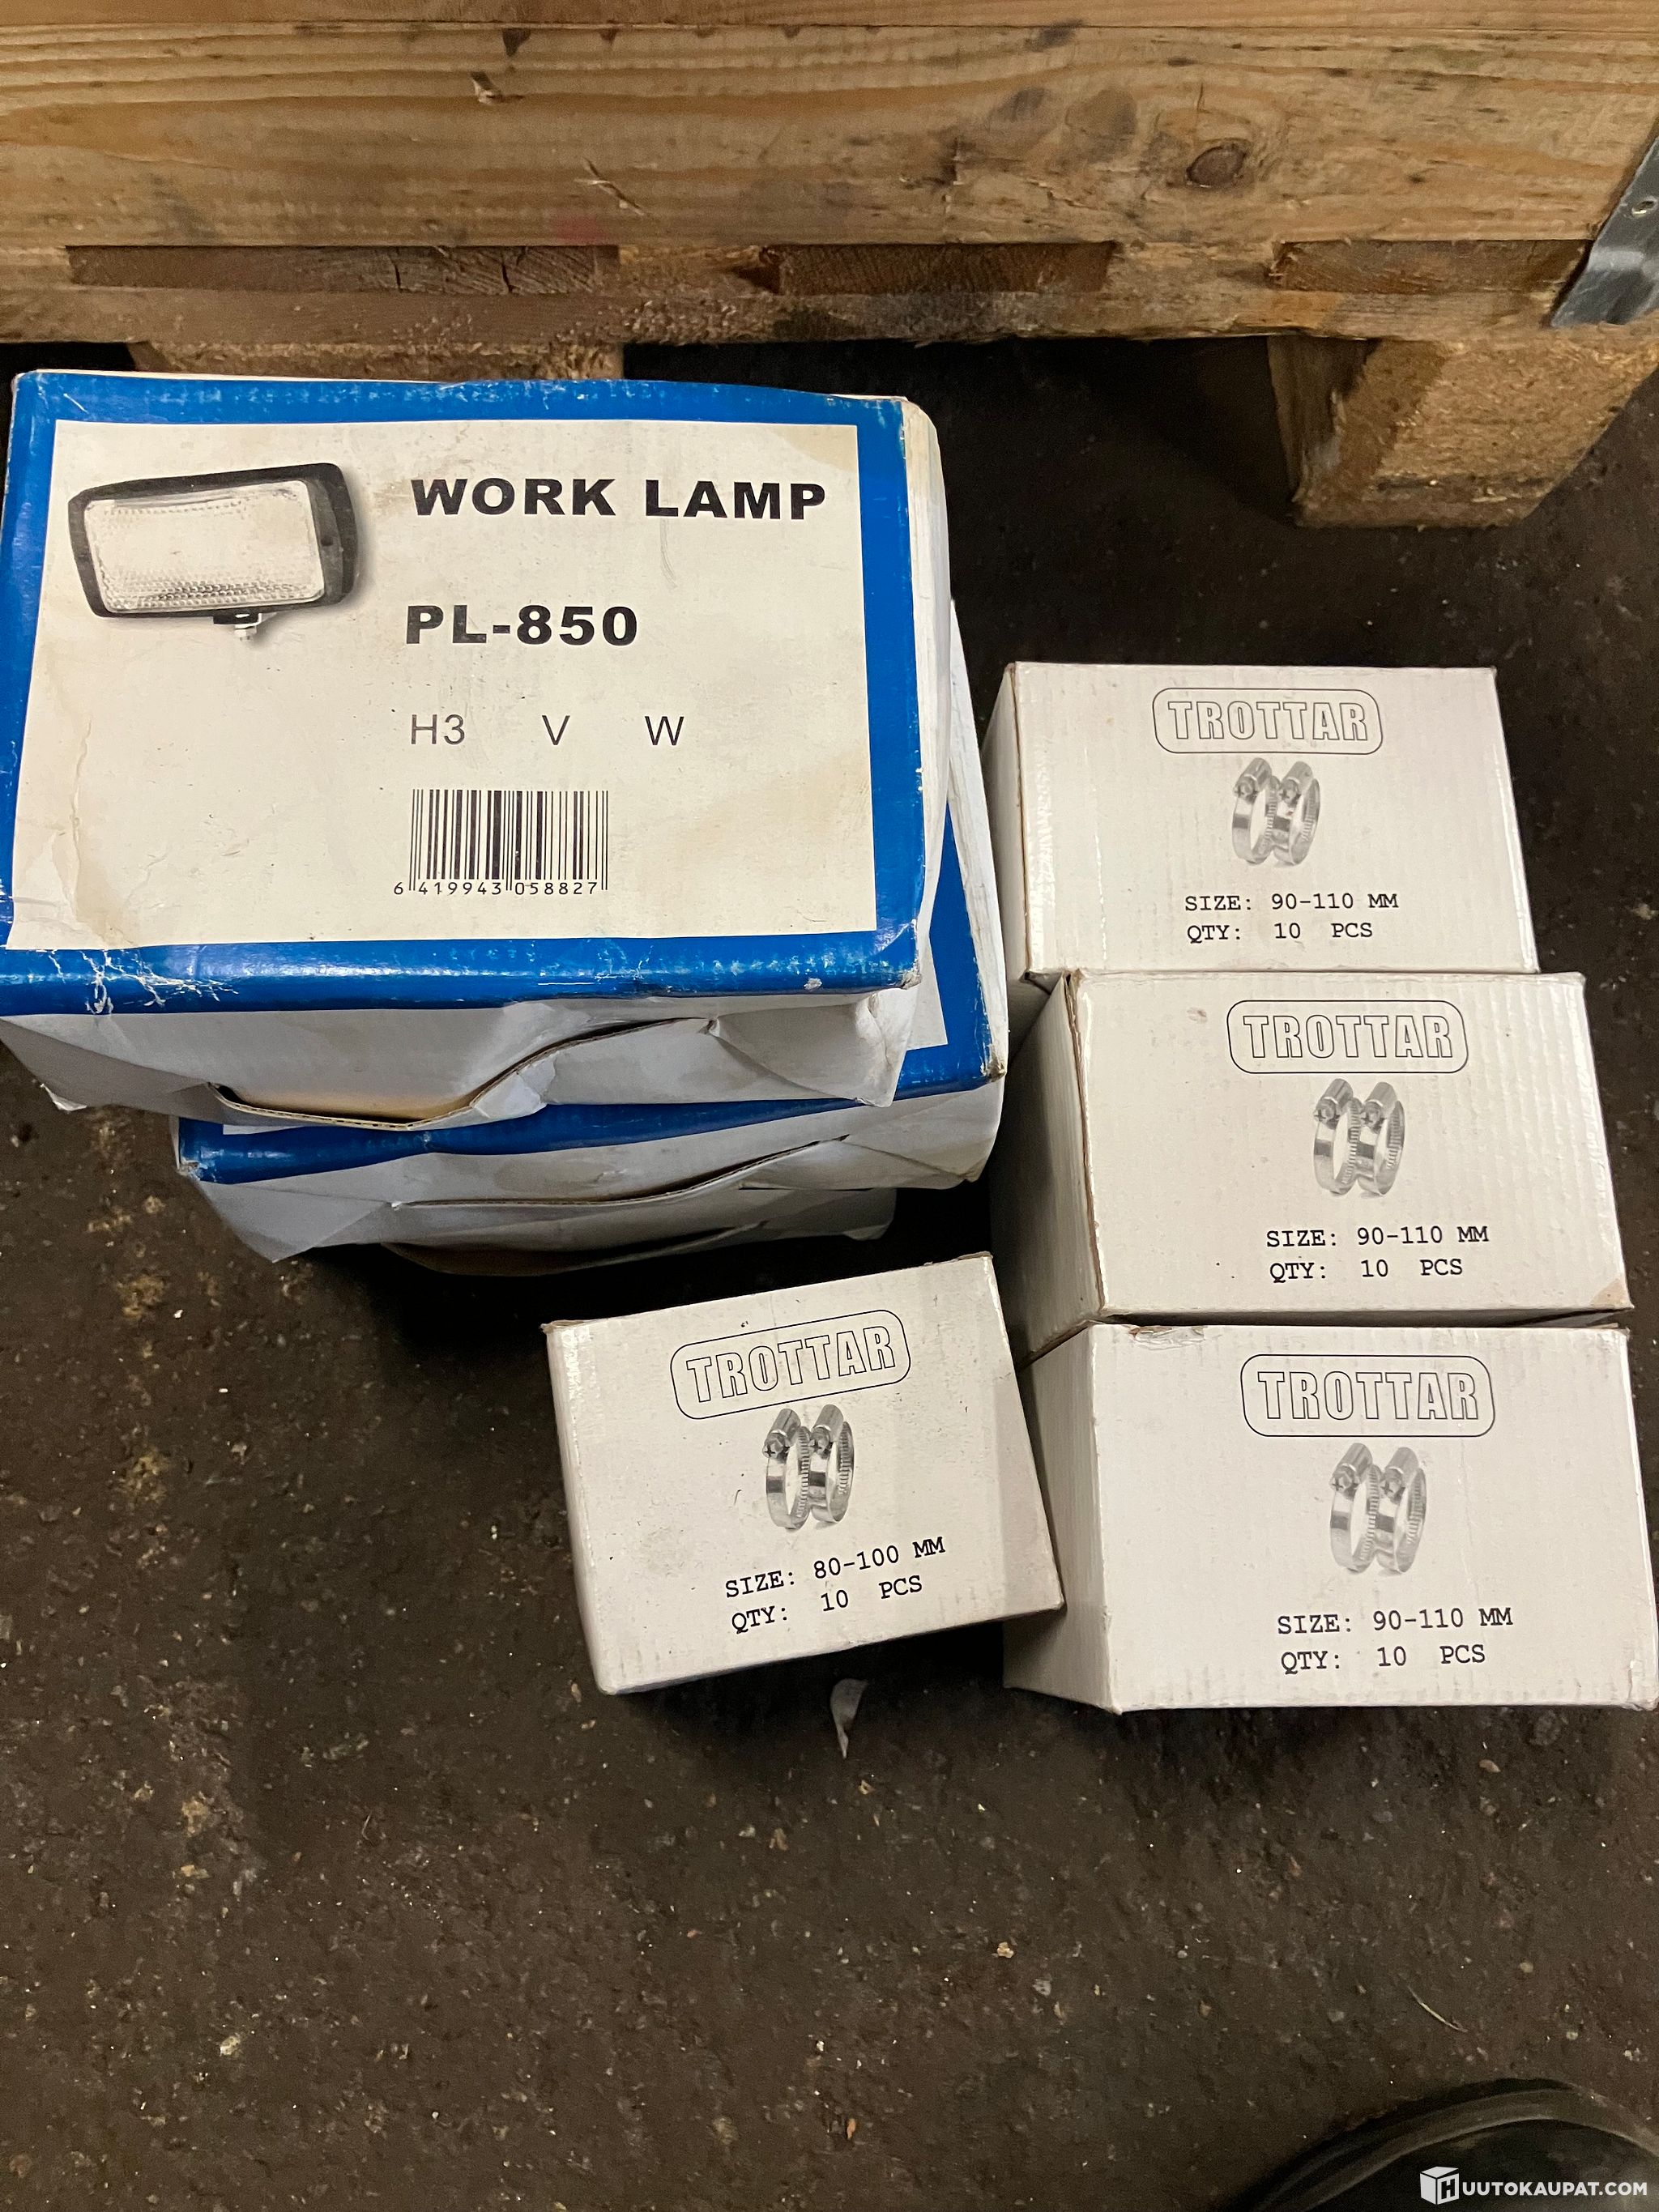 WORK LAMP
PL-850
H3 V W
6 419943 058827
TROTTAR
SIZE: 90-110 MM
QTY: 10 PCS
TROTTAR
SIZE: 90-110 MM
QTY: 10 PCS
TROTTAR
SIZE: 80-100 MM
QTY: 10 PCS
TROTTAR
SIZE: 90-110 MM
QTY: 10 PCS
HUUTOKAUPAT.COM